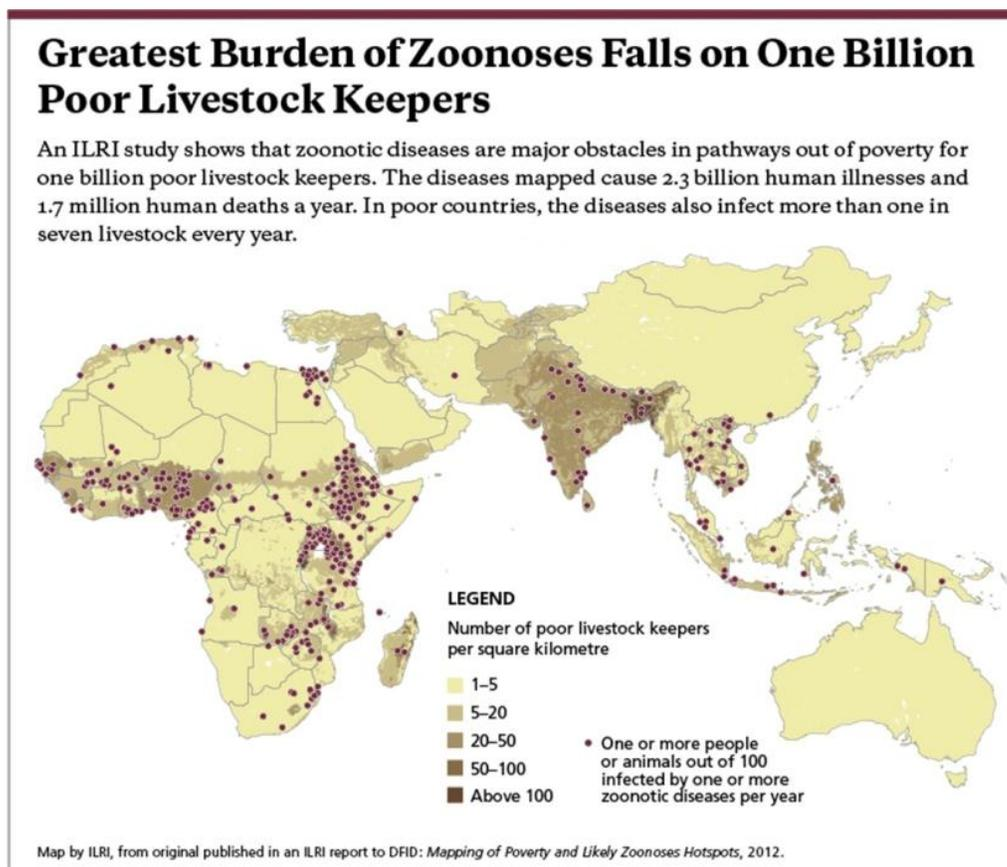 Greatest Burden of Zoonoses Falls on One Billion
Poor Livestock Keepers
An ILRI study shows that zoonotic diseases are major obstacles in pathways out of poverty for
one billion poor livestock keepers. The diseases mapped cause 2.3 billion human illnesses and
1.7 million human deaths a year. In poor countries, the diseases also infect more than one in
seven livestock every year.
LEGEND
Number of poor livestock keepers
per square kilometre
1–5
5–20
20–50
50–100
Above 100
One or more people
or animals out of 100
infected by one or more
zoonotic diseases per year
Map by ILRI, from original published in an ILRI report to DFID: Mapping of Poverty and Likely Zoonoses Hotspots, 2012.